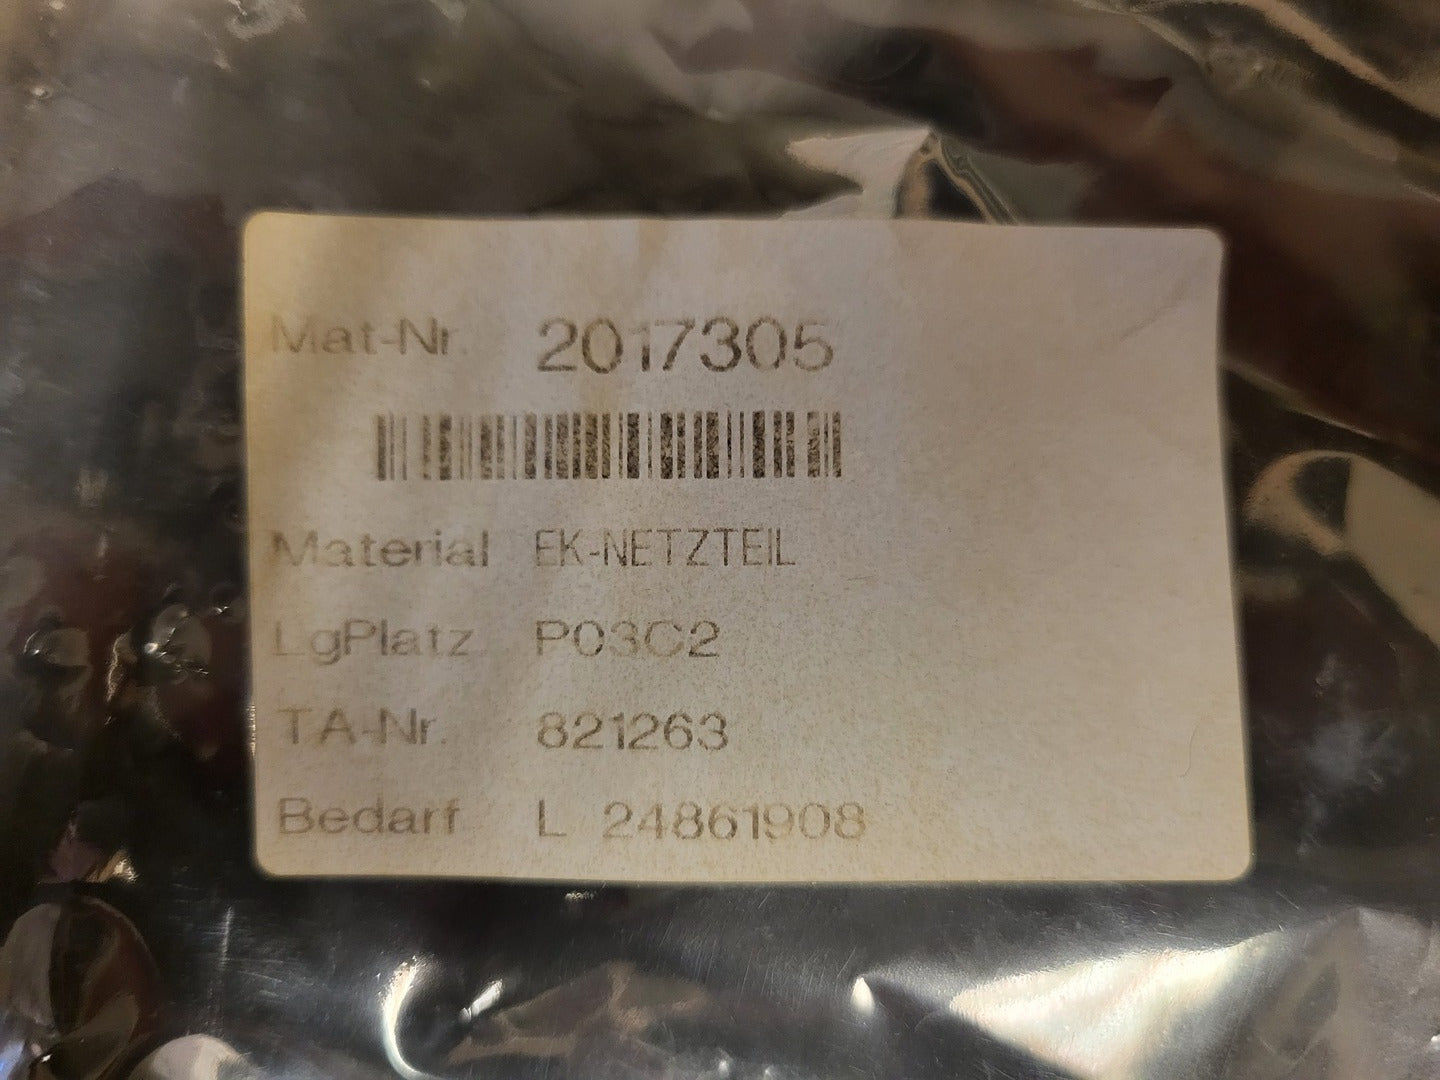 Mat-Nr. 2017305
Material EK-NETZTEIL
LgPlatz P03C2
TA-Nr. 821263
Bedarf L 24861908